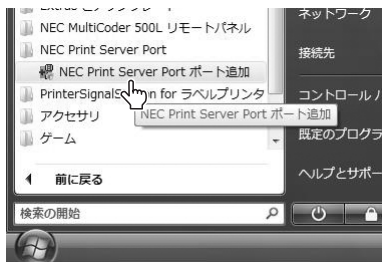 NEC MultiCoder 500L リモートパネル
NEC Print Server Port
NEC Print Server Port ポート追加
PrinterSignalS on for ラベルプリンタ
NEC Print Server Port ポート追加
アクセサリ
ゲーム
前に戻る
検索の開始
ネットワーク
接続先
コントロール
既定のプログラ
ヘルプとサポー